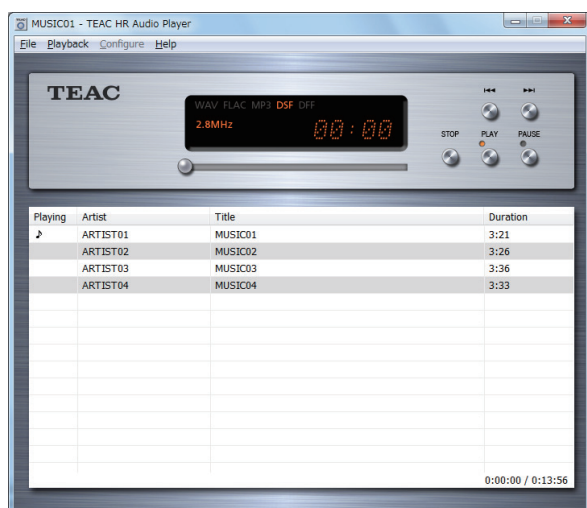 MUSIC01 - TEAC HR Audio Player
File Playback Configure Help
TEAC
WAV FLAC MP3 DSF DFF
2.8MHz 00:00
STOP PLAY PAUSE
Playing Artist Title Duration
♪ ARTIST01 MUSIC01 3:21
ARTIST02 MUSIC02 3:26
ARTIST03 MUSIC03 3:36
ARTIST04 MUSIC04 3:33
0:00:00 / 0:13:56